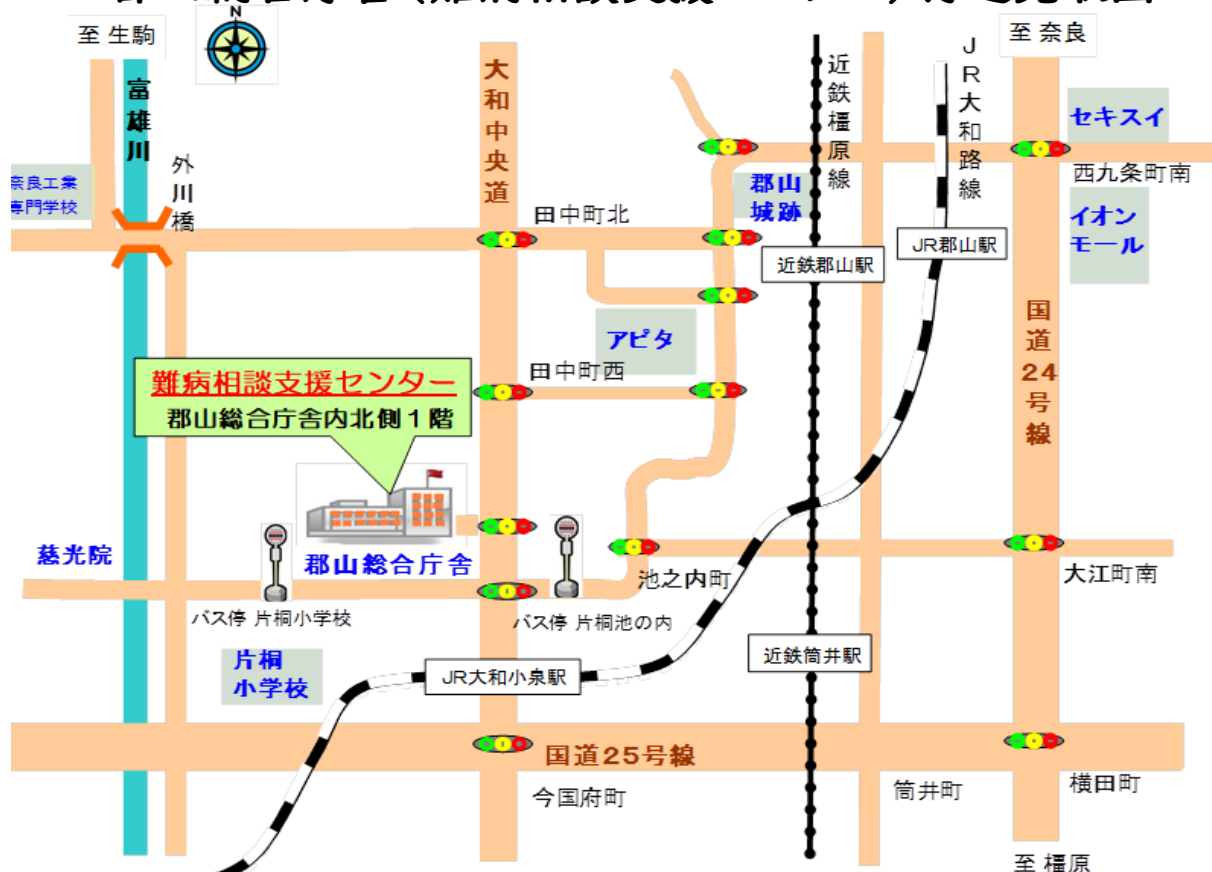 N
至 生駒
富雄川
大和中央道
近鉄橿原線
JR大和路線
至 奈良
セキスイ
西九条町南
外川橋
奈良工業
専門学校
田中町北
郡山
城跡
イオン
モール
JR郡山駅
近鉄郡山駅
国道24号線
アピタ
田中町西
難病相談支援センター
郡山総合庁舎内北側1階
慈光院
郡山総合庁舎
池之内町
大江町南
バス停 片桐小学校
バス停 片桐池の内
片桐
小学校
JR大和小泉駅
近鉄筒井駅
国道25号線
今国府町
筒井町
横田町
至 橿原